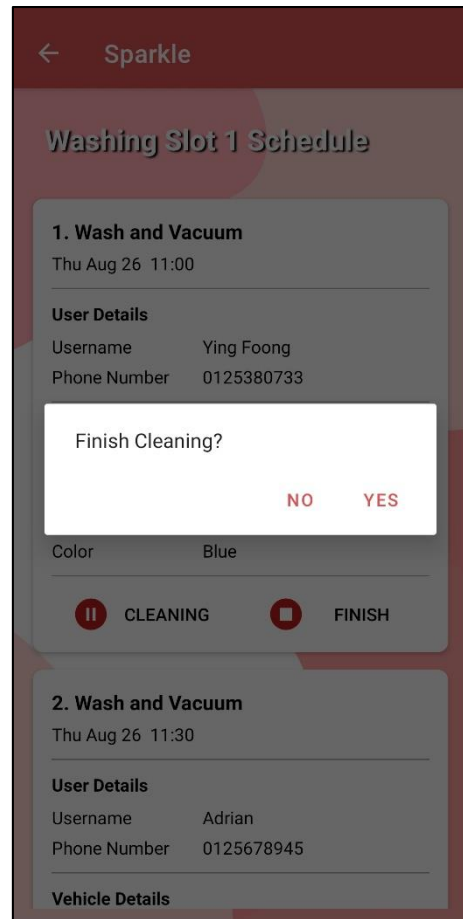 Sparkle
Washing Slot 1 Schedule
1. Wash and Vacuum
Thu Aug 26 11:00
User Details
Username Ying Foong
Phone Number 0125380733
Finish Cleaning?
NO YES
Color Blue
CLEANING FINISH
2. Wash and Vacuum
Thu Aug 26 11:30
User Details
Username Adrian
Phone Number 0125678945
Vehicle Details